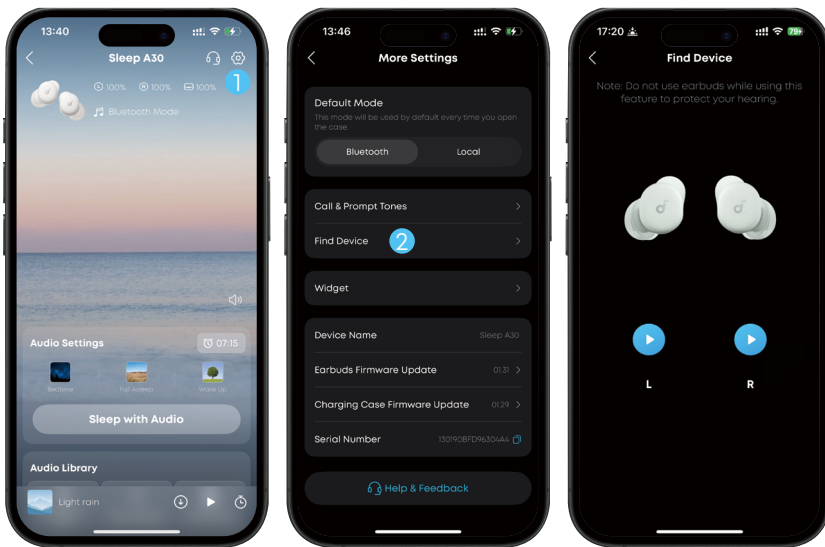 13:40
Sleep A30
L 100% R 100% 100%
Bluetooth Mode
1
Audio Settings
07:15
Bedtime
Fall Asleep
Wake Up
Sleep with Audio
Audio Library
Light rain
13:46
More Settings
Default Mode
This mode will be used by default every time you open
the case.
Bluetooth
Local
Call & Prompt Tones
Find Device
2
Widget
Device Name
Sleep A30
Earbuds Firmware Update
01.31
Charging Case Firmware Update
01.29
Serial Number
130190BFD96304A4
Help & Feedback
17:20
79
Find Device
Note: Do not use earbuds while using this
feature to protect your hearing.
L
R